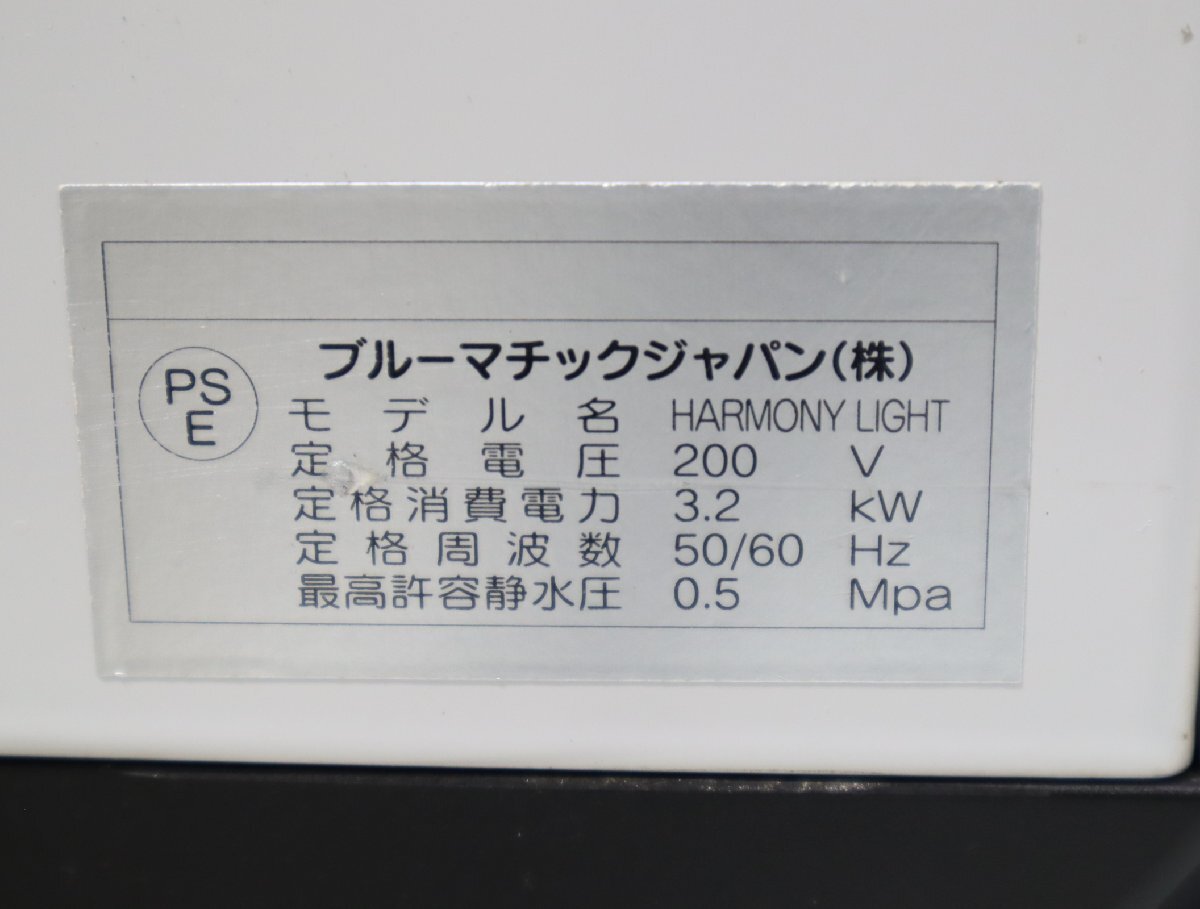 ブルーマチックジャパン(株)
PS
E
モデル名 HARMONY LIGHT
定格電圧 200 V
定格消費電力 3.2 kW
定格周波数 50/60 Hz
最高許容静水圧 0.5 Mpa